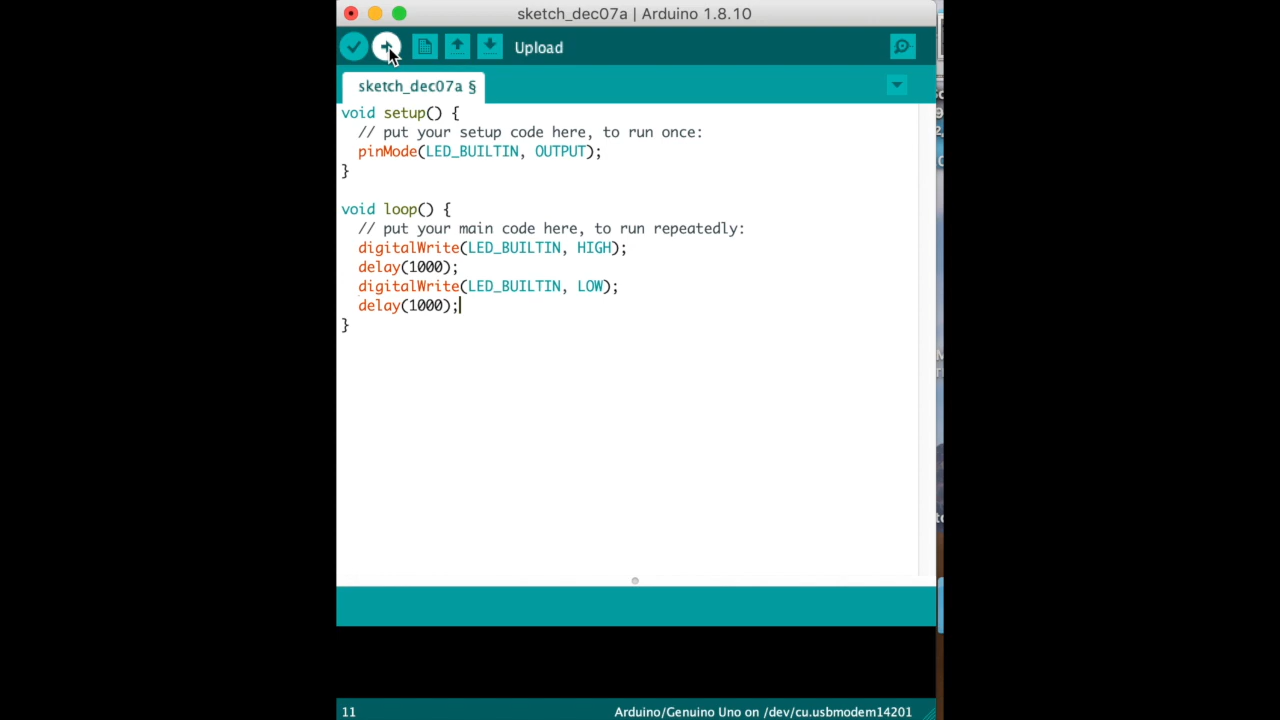 sketch_dec07a | Arduino 1.8.10
Upload
sketch_dec07a §
void setup() {
  // put your setup code here, to run once:
  pinMode(LED_BUILTIN, OUTPUT);
}

void loop() {
  // put your main code here, to run repeatedly:
  digitalWrite(LED_BUILTIN, HIGH);
  delay(1000);
  digitalWrite(LED_BUILTIN, LOW);
  delay(1000);
}
11
Arduino/Genuino Uno on /dev/cu.usbmodem14201